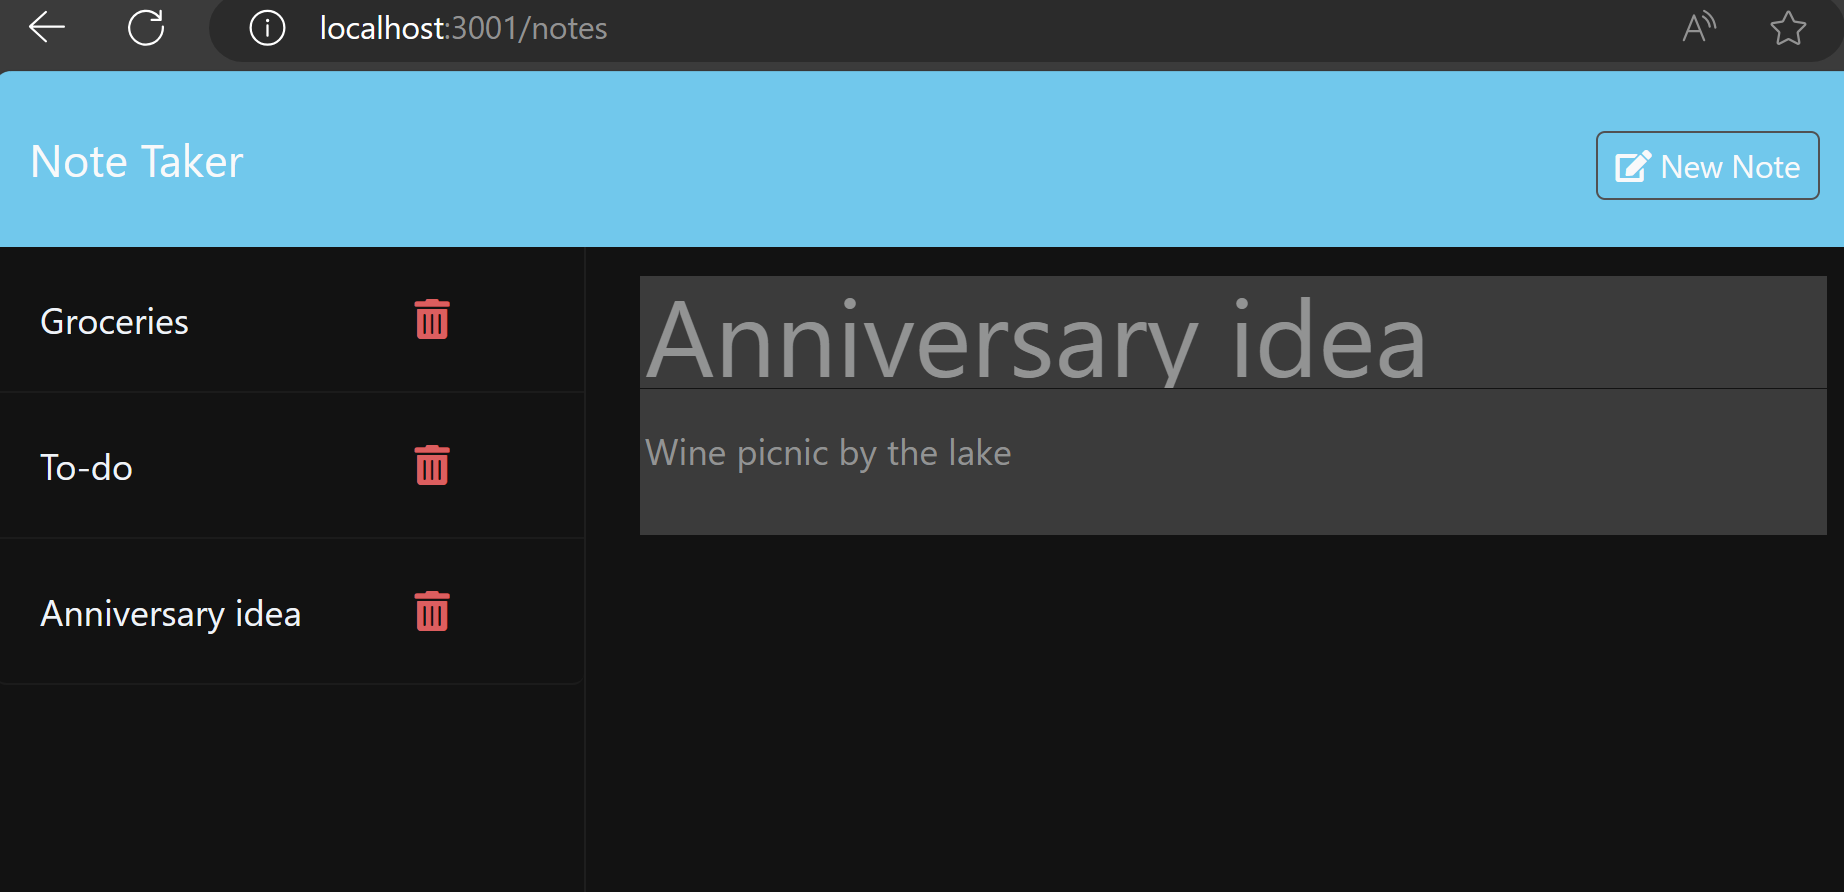 localhost:3001/notes
Note Taker
New Note
Groceries
To-do
Anniversary idea
Anniversary idea
Wine picnic by the lake